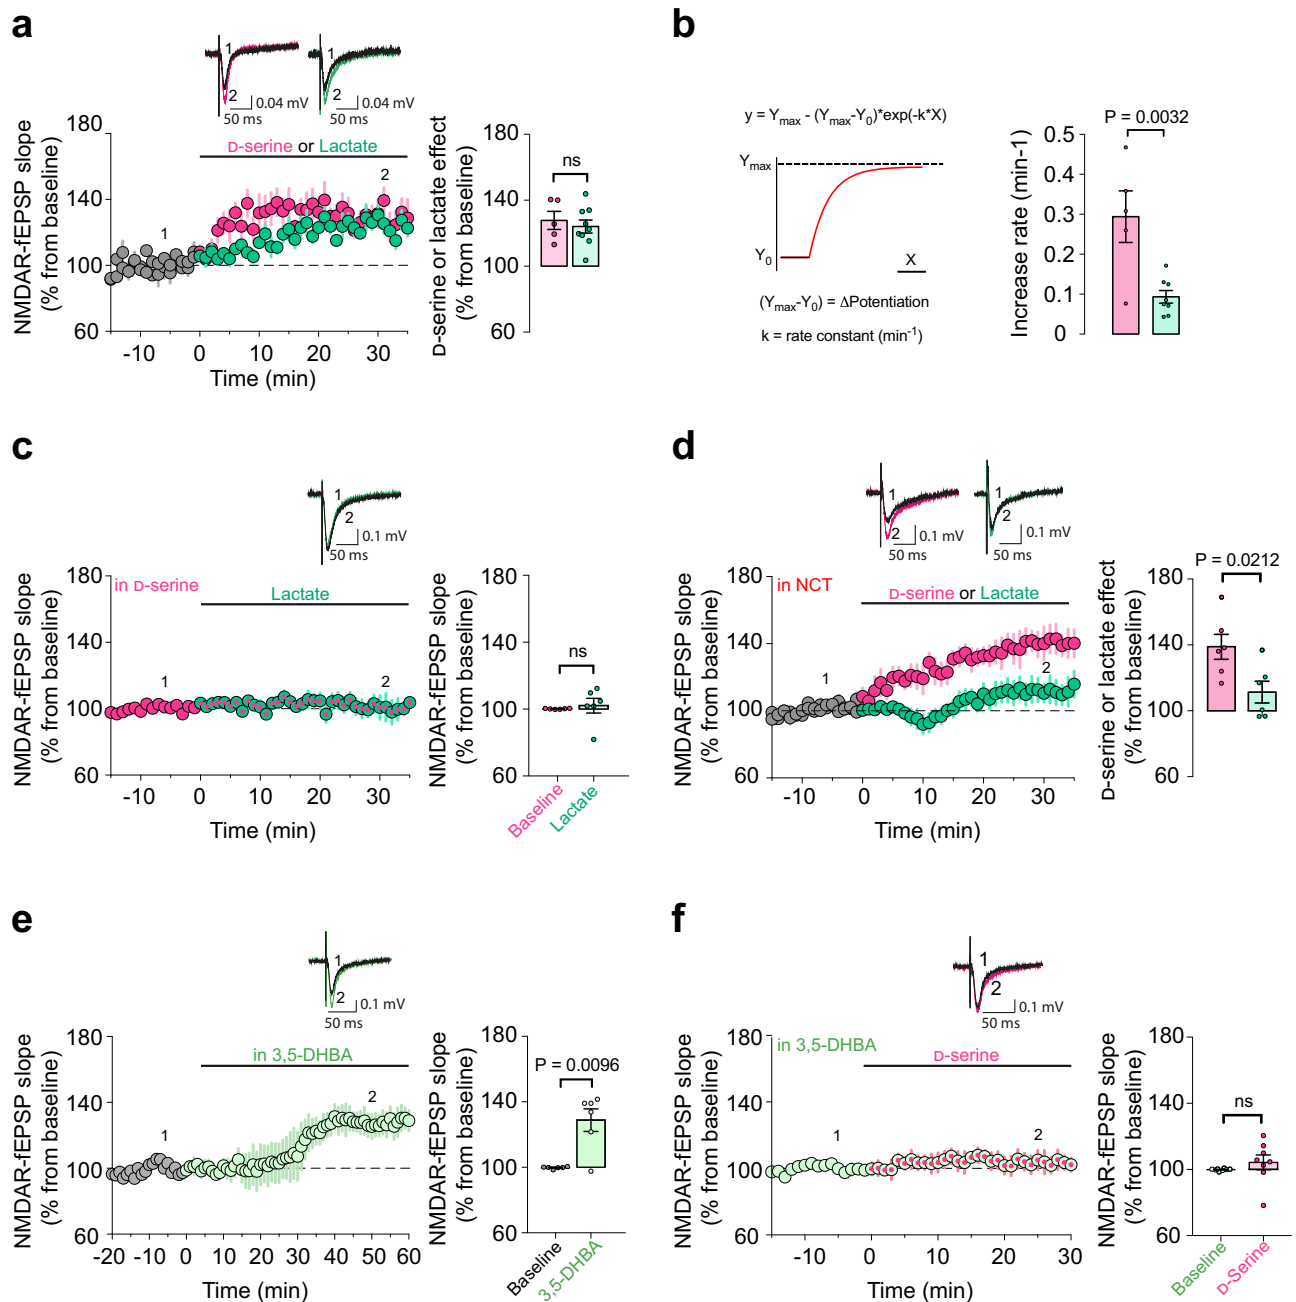 a
1
2
0.04 mV
50 ms
1
2
0.04 mV
50 ms
NMDAR-fEPSP slope
(% from baseline)
180
140
100
60
D-serine or Lactate
1
2
-10
0
10
20
30
Time (min)
D-serine or lactate effect
(% from baseline)
180
140
100
60
ns
b
y = Ymax - (Ymax-Y0)*exp(-k*X)
Ymax
Y0
X
(Ymax-Y0) = ΔPotentiation
k = rate constant (min-1)
Increase rate (min-1)
0.5
0.4
0.3
0.2
0.1
0
P = 0.0032
c
1
2
0.1 mV
50 ms
NMDAR-fEPSP slope
(% from baseline)
180
140
100
60
in D-serine
Lactate
1
2
-10
0
10
20
30
Time (min)
NMDAR-fEPSP slope
(% from baseline)
180
140
100
60
ns
Baseline
Lactate
d
1
2
0.1 mV
50 ms
1
2
0.1 mV
50 ms
NMDAR-fEPSP slope
(% from baseline)
180
140
100
60
in NCT
D-serine or Lactate
1
2
-10
0
10
20
30
Time (min)
D-serine or lactate effect
(% from baseline)
180
140
100
60
P = 0.0212
e
1
2
0.1 mV
50 ms
NMDAR-fEPSP slope
(% from baseline)
180
140
100
60
in 3,5-DHBA
1
2
-20
-10
0
10
20
30
40
50
60
Time (min)
NMDAR-fEPSP slope
(% from baseline)
180
140
100
60
P = 0.0096
Baseline
3,5-DHBA
f
1
2
0.1 mV
50 ms
NMDAR-fEPSP slope
(% from baseline)
180
140
100
60
in 3,5-DHBA
D-serine
1
2
-10
0
10
20
30
Time (min)
NMDAR-fEPSP slope
(% from baseline)
180
140
100
60
ns
Baseline
D-Serine